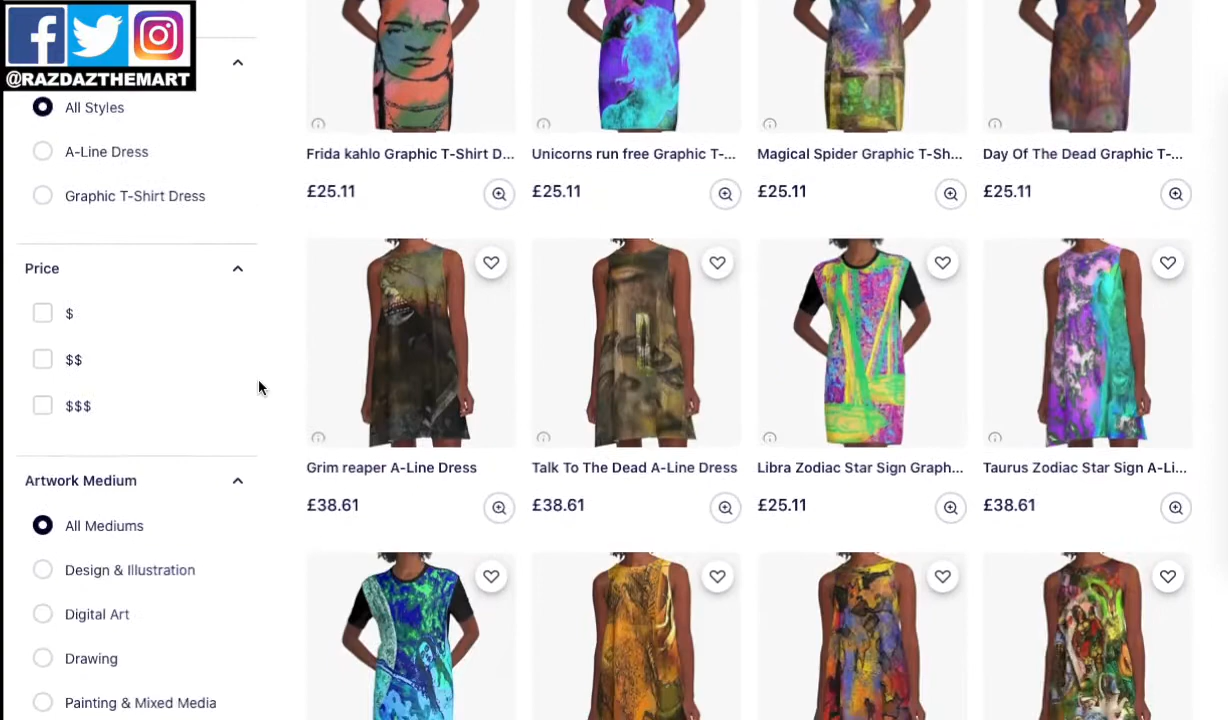 @RAZDAZTHEMART
All Styles
A-Line Dress
Graphic T-Shirt Dress
Price
$
$$
$$$
Artwork Medium
All Mediums
Design & Illustration
Digital Art
Drawing
Painting & Mixed Media
Frida kahlo Graphic T-Shirt D...
Unicorns run free Graphic T-...
Magical Spider Graphic T-Sh...
Day Of The Dead Graphic T-...
£25.11
£25.11
£25.11
£25.11
Grim reaper A-Line Dress
Talk To The Dead A-Line Dress
Libra Zodiac Star Sign Graph...
Taurus Zodiac Star Sign A-Li...
£38.61
£38.61
£25.11
£38.61